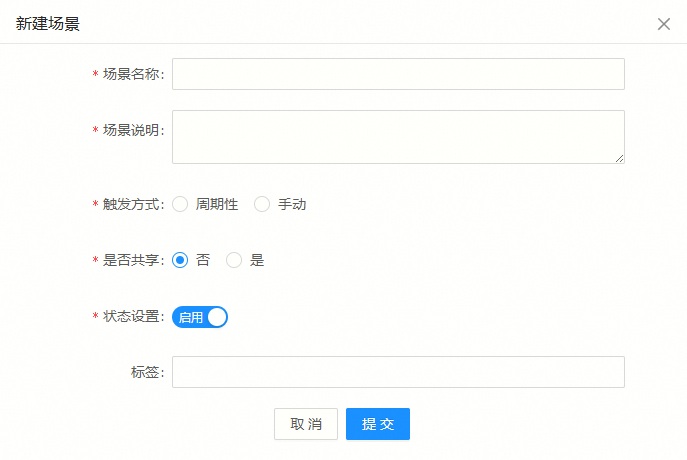 新建场景
* 场景名称:
* 场景说明:
* 触发方式: 周期性 手动
* 是否共享: 否 是
* 状态设置: 启用
标签:
取 消 提 交